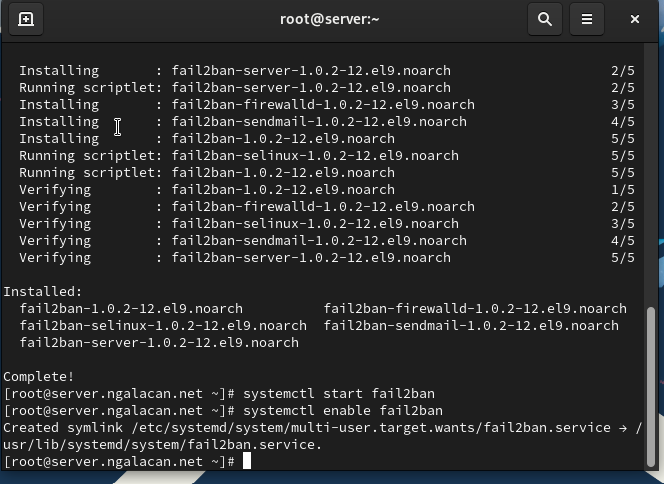 root@server:~
Installing : fail2ban-server-1.0.2-12.el9.noarch 2/5
Running scriptlet: fail2ban-server-1.0.2-12.el9.noarch 2/5
Installing : fail2ban-firewalld-1.0.2-12.el9.noarch 3/5
Installing : fail2ban-sendmail-1.0.2-12.el9.noarch 4/5
Installing : fail2ban-1.0.2-12.el9.noarch 5/5
Running scriptlet: fail2ban-selinux-1.0.2-12.el9.noarch 5/5
Running scriptlet: fail2ban-1.0.2-12.el9.noarch 5/5
Verifying : fail2ban-1.0.2-12.el9.noarch 1/5
Verifying : fail2ban-firewalld-1.0.2-12.el9.noarch 2/5
Verifying : fail2ban-selinux-1.0.2-12.el9.noarch 3/5
Verifying : fail2ban-sendmail-1.0.2-12.el9.noarch 4/5
Verifying : fail2ban-server-1.0.2-12.el9.noarch 5/5
Installed:
fail2ban-1.0.2-12.el9.noarch fail2ban-firewalld-1.0.2-12.el9.noarch
fail2ban-selinux-1.0.2-12.el9.noarch fail2ban-sendmail-1.0.2-12.el9.noarch
fail2ban-server-1.0.2-12.el9.noarch
Complete!
[root@server.ngalacan.net ~]# systemctl start fail2ban
[root@server.ngalacan.net ~]# systemctl enable fail2ban
Created symlink /etc/systemd/system/multi-user.target.wants/fail2ban.service → /
usr/lib/systemd/system/fail2ban.service.
[root@server.ngalacan.net ~]#